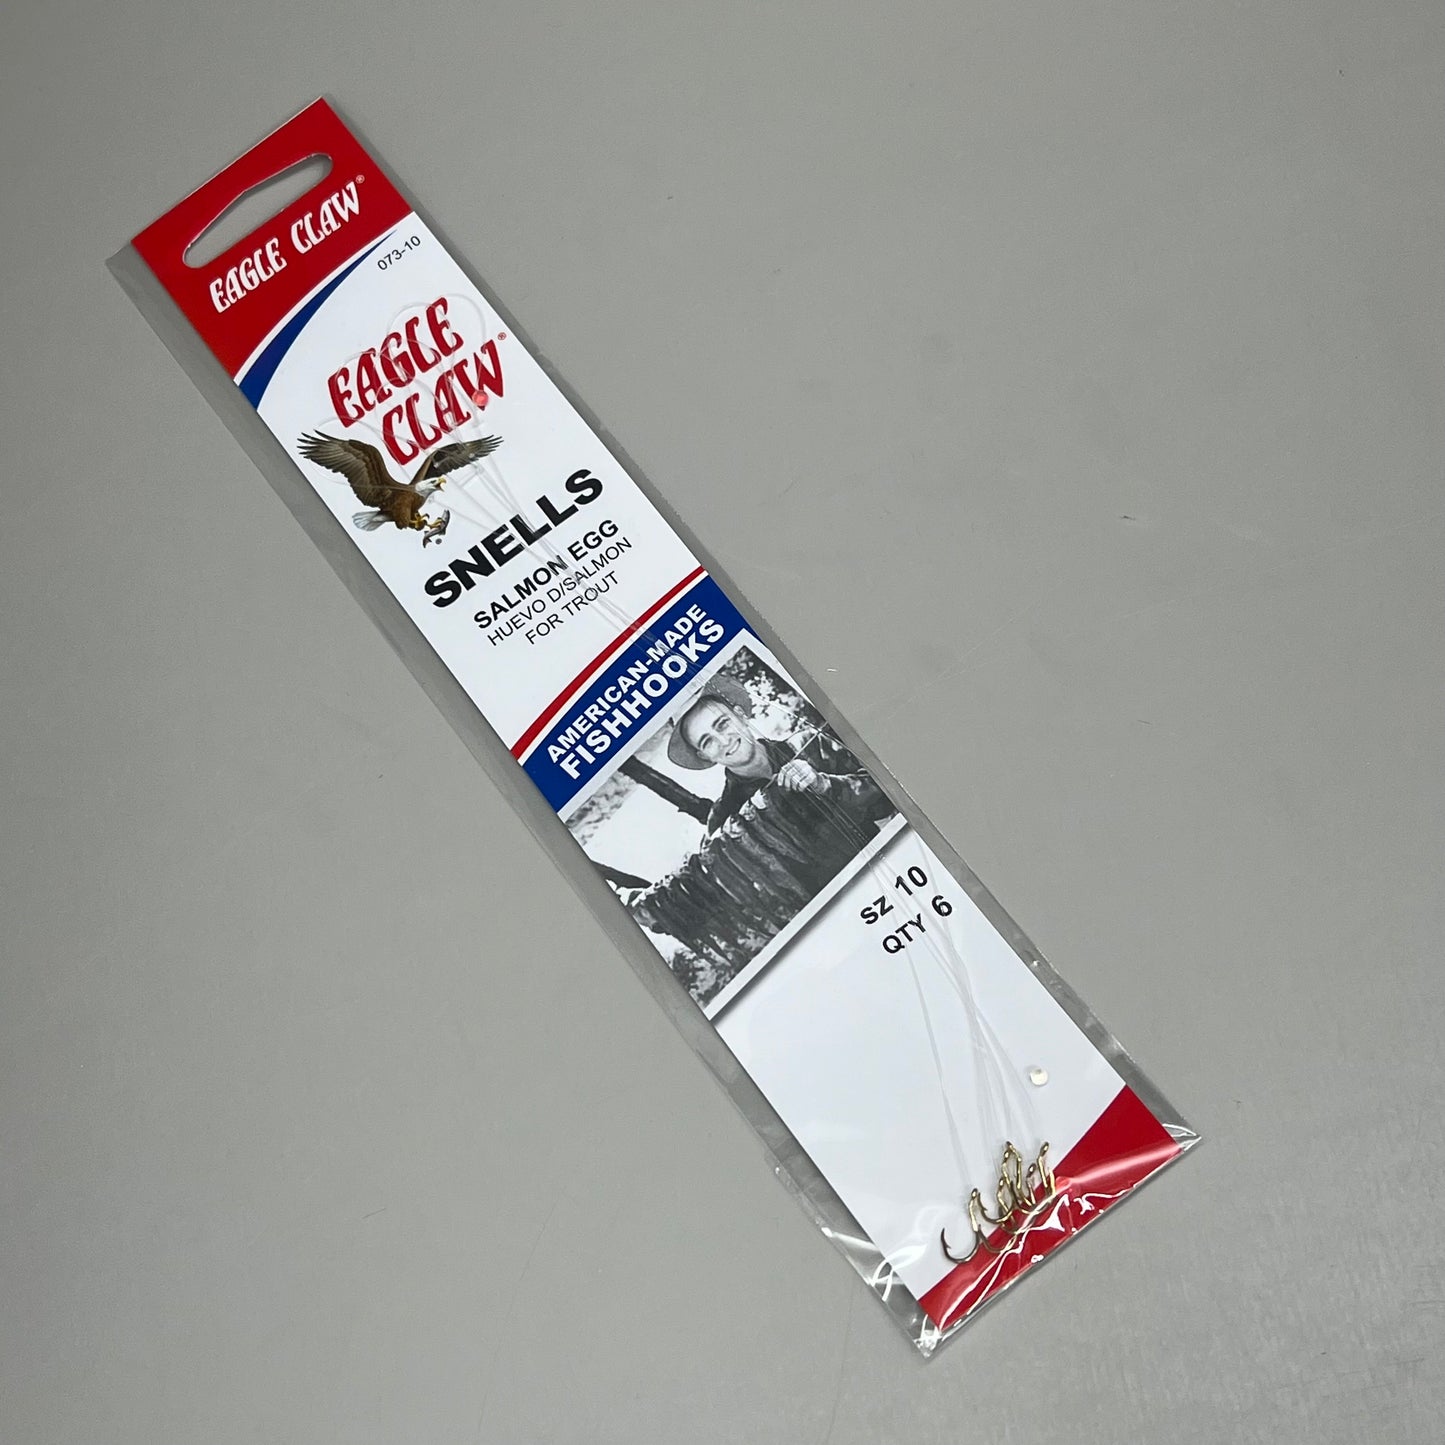 EAGLE CLAW®
073-10
EAGLE
CLAW®
SNELLS
SALMON EGG
HUEVO D/SALMON
FOR TROUT
AMERICAN-MADE
FISHHOOKS
SZ 10
QTY 6